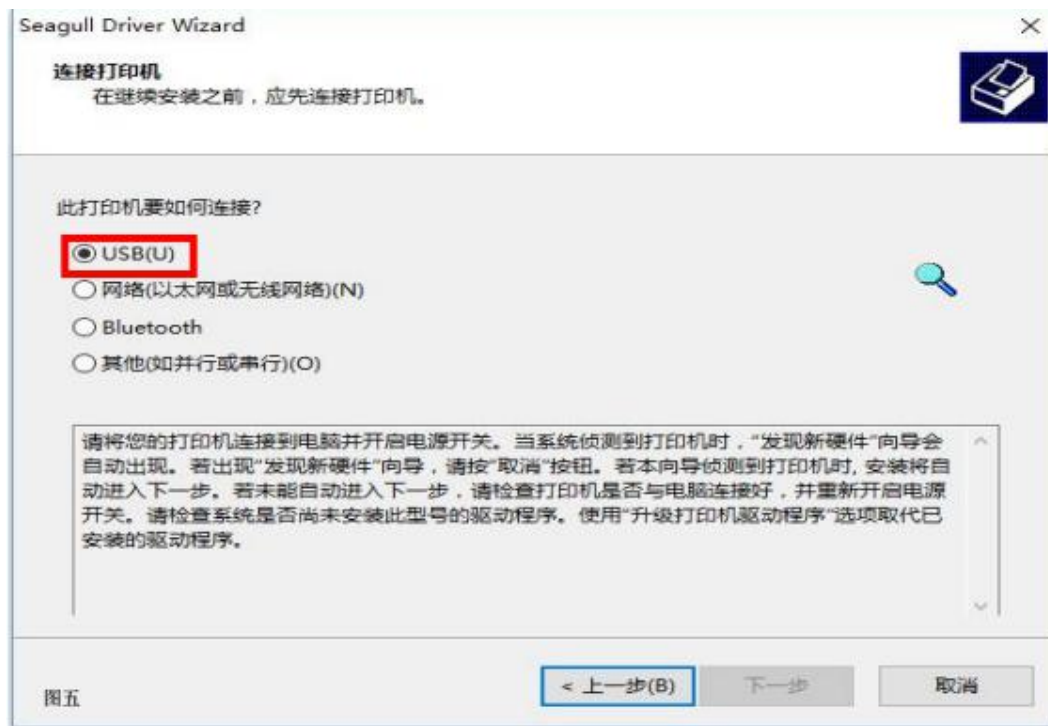 Seagull Driver Wizard
连接打印机
在继续安装之前，应先连接打印机。
此打印机要如何连接?
USB(U)
网络(以太网或无线网络)(N)
Bluetooth
其他(如并行或串行)(O)
请将您的打印机连接到电脑并开启电源开关。当系统侦测到打印机时，“发现新硬件”向导会
自动出现。若出现“发现新硬件”向导，请按“取消”按钮。若本向导侦测到打印机时, 安装将自
动进入下一步。若未能自动进入下一步，请检查打印机是否与电脑连接好，并重新开启电源
开关。请检查系统是否尚未安装此型号的驱动程序。使用“升级打印机驱动程序”选项取代已
安装的驱动程序。
< 上一步(B)
下一步
取消
图五